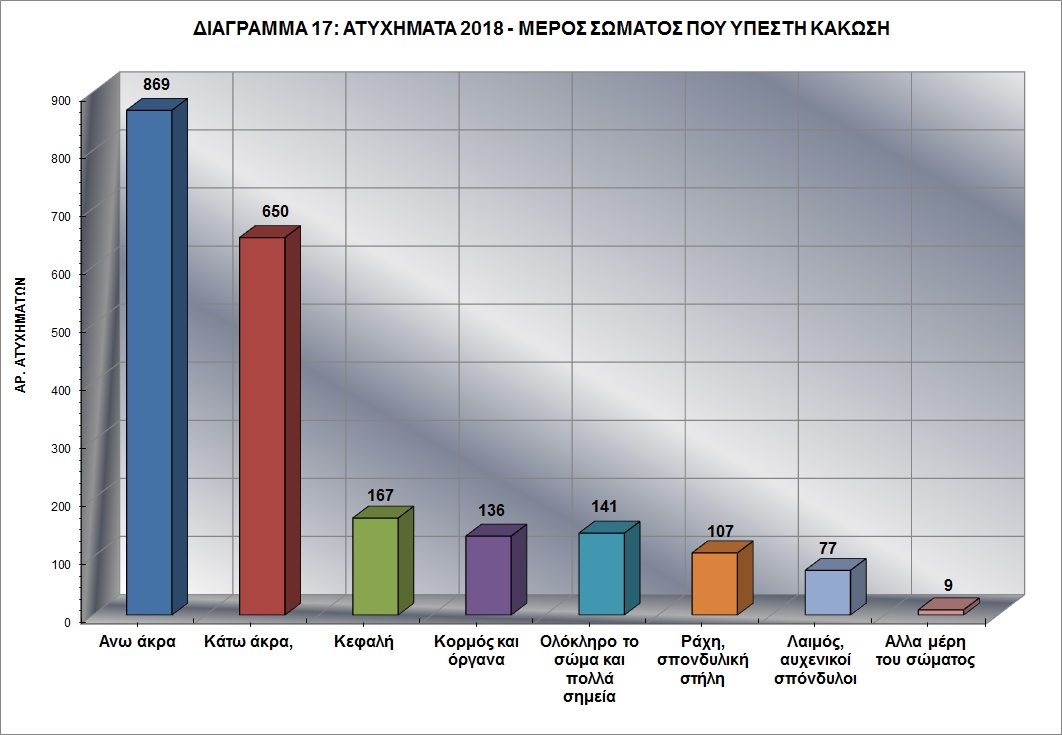 ΔΙΑΓΡΑΜΜΑ 17: ΑΤΥΧΗΜΑΤΑ 2018 - ΜΕΡΟΣ ΣΩΜΑΤΟΣ ΠΟΥ ΥΠΕΣΤΗ ΚΑΚΩΣΗ
ΑΡ. ΑΤΥΧΗΜΑΤΩΝ
900
800
700
600
500
400
300
200
100
0
869
650
167
136
141
107
77
9
Ανω άκρα
Κάτω άκρα,
Κεφαλή
Κορμός και
όργανα
Ολόκληρο το
σώμα και
πολλά
σημεία
Ράχη,
σπονδυλική
στήλη
Λαιμός,
αυχενικοί
σπόνδυλοι
Αλλα μέρη
του σώματος